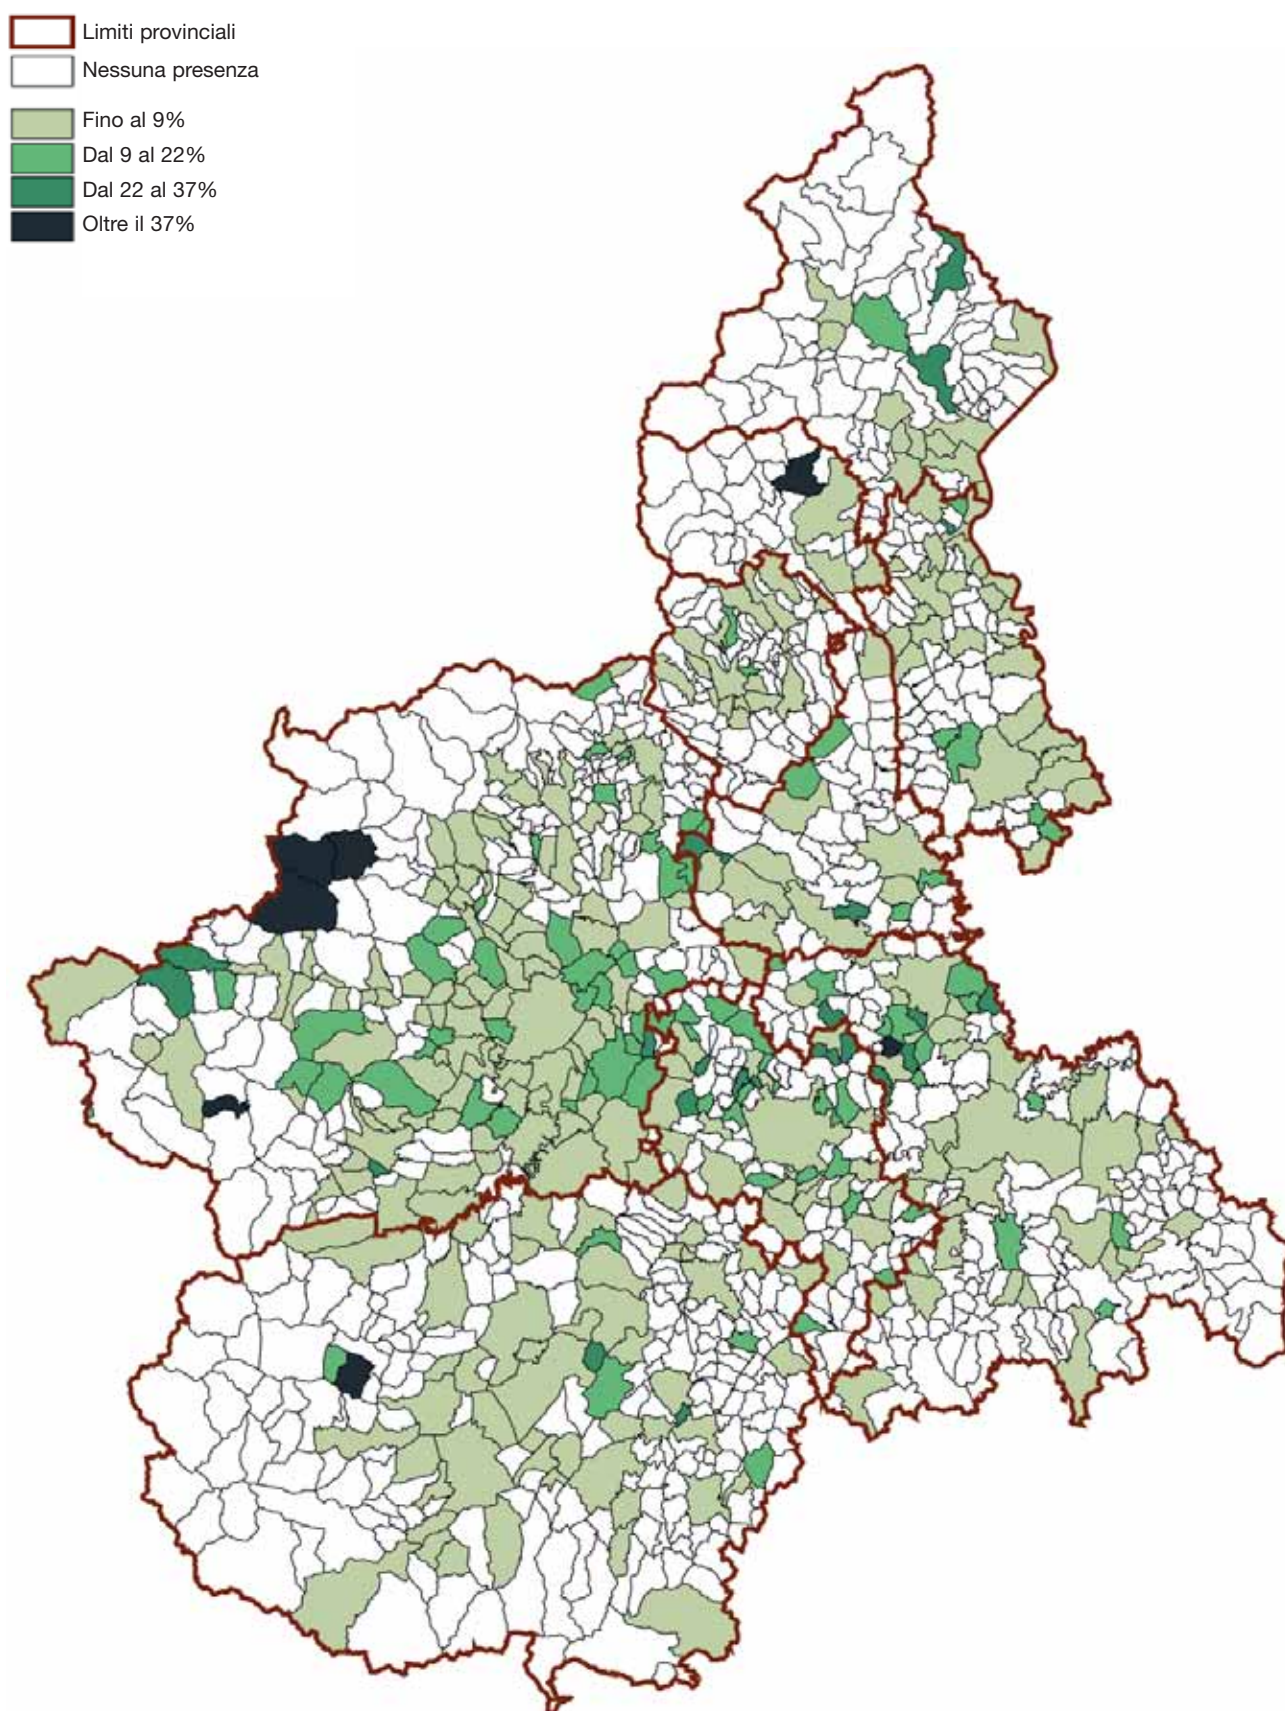 Limiti provinciali
Nessuna presenza
Fino al 9%
Dal 9 al 22%
Dal 22 al 37%
Oltre il 37%